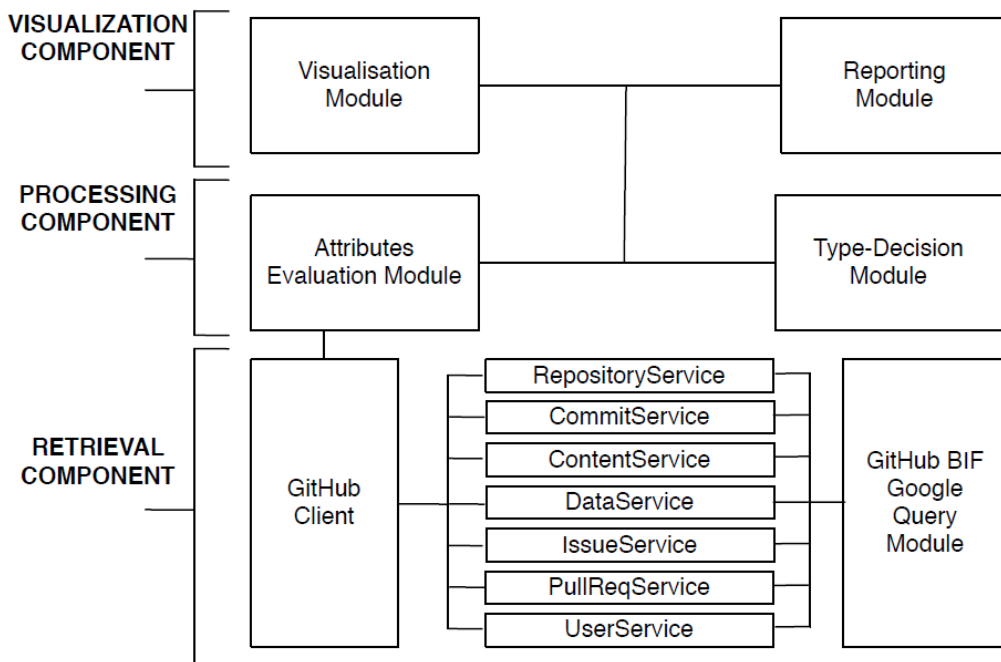 VISUALIZATION
COMPONENT
Visualisation
Module
Reporting
Module
PROCESSING
COMPONENT
Attributes
Evaluation Module
Type-Decision
Module
RETRIEVAL
COMPONENT
GitHub
Client
RepositoryService
CommitService
ContentService
DataService
IssueService
PullReqService
UserService
GitHub BIF
Google
Query
Module